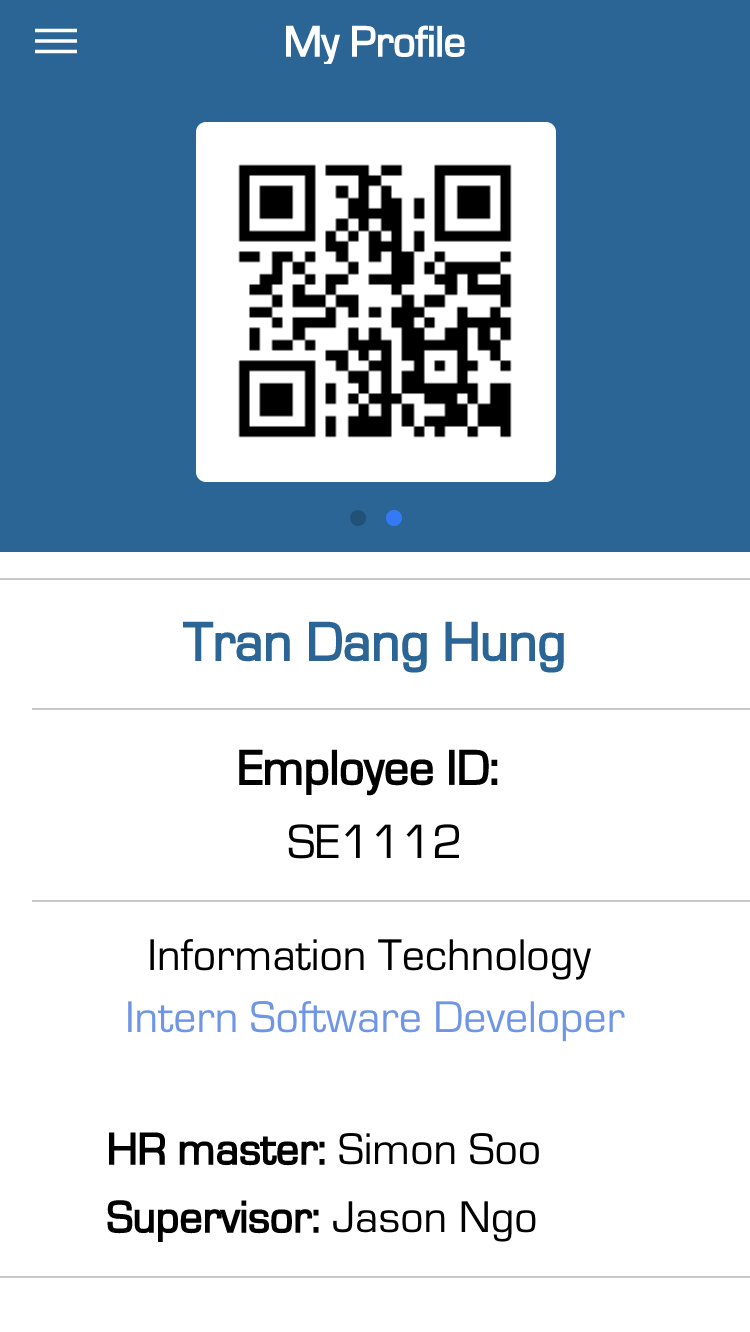 My Profile
Tran Dang Hung
Employee ID:
SE1112
Information Technology
Intern Software Developer
HR master: Simon Soo
Supervisor: Jason Ngo